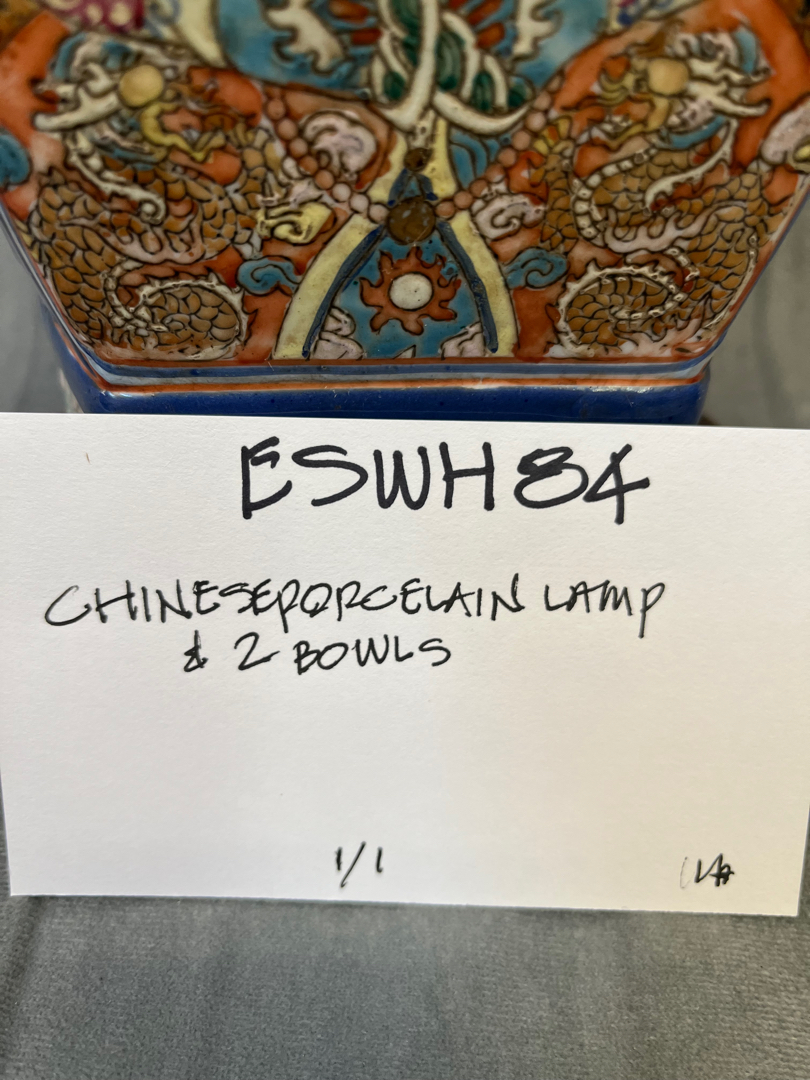 ESWH84
CHINESEPORCELAIN LAMP
& 2 BOWLS
1/1